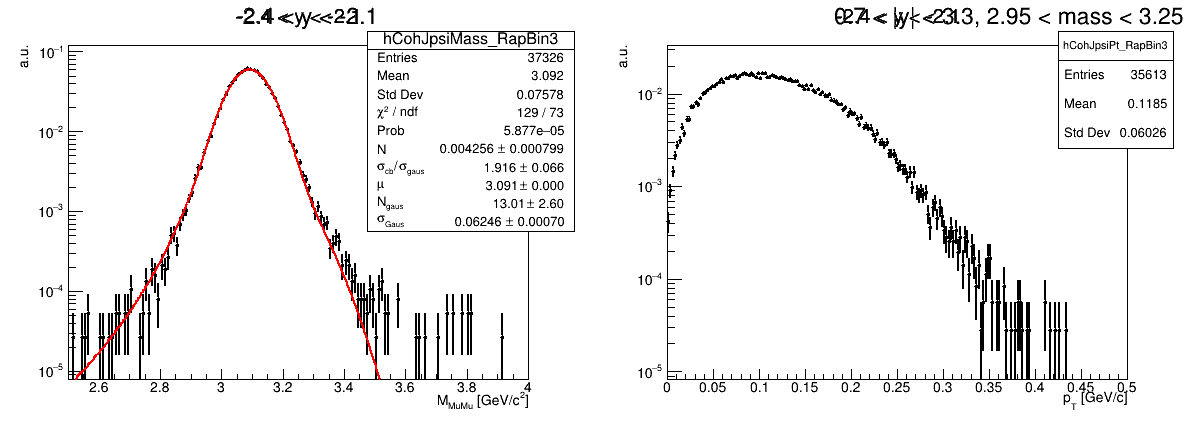 a.u.
hCohJpsiMass_RapBin3
Entries 37326
Mean 3.092
Std Dev 0.07578
χ² / ndf 129 / 73
Prob 5.877e−05
N 0.004256 ± 0.000799
σcb/σgaus 1.916 ± 0.066
μ 3.091 ± 0.000
Ngaus 13.01 ± 2.60
σGaus 0.06246 ± 0.00070
10⁻¹
10⁻²
10⁻³
10⁻⁴
10⁻⁵
2.6 2.8 3 3.2 3.4 3.6 3.8 4
MMuMu [GeV/c²]
, 2.95 < mass < 3.25
a.u.
hCohJpsiPt_RapBin3
Entries 35613
Mean 0.1185
Std Dev 0.06026
10⁻²
10⁻³
10⁻⁴
10⁻⁵
0 0.05 0.1 0.15 0.2 0.25 0.3 0.35 0.4 0.45 0.5
pT [GeV/c]